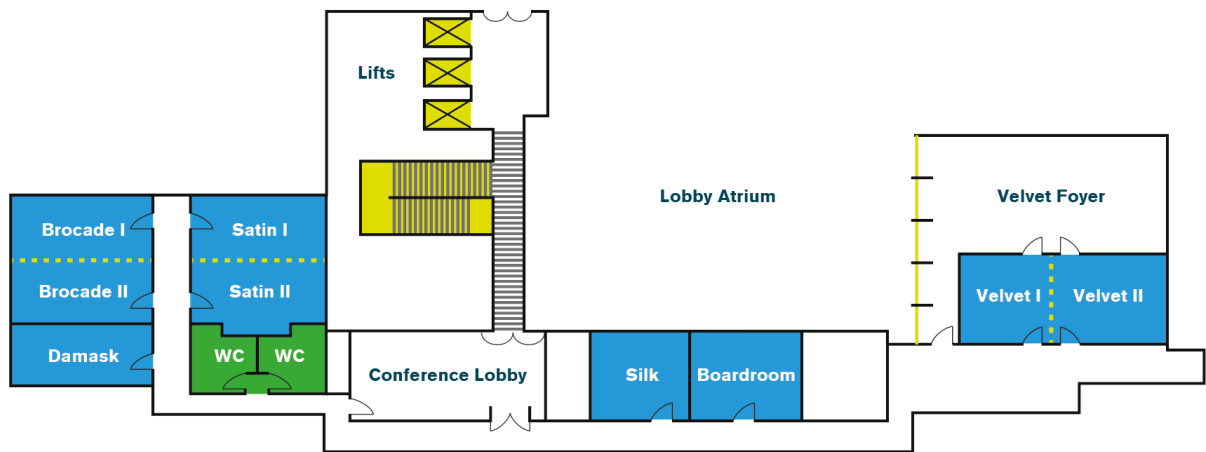 Lifts
Lobby Atrium
Velvet Foyer
Brocade I
Satin I
Brocade II
Satin II
Velvet I
Velvet II
Damask
WC
WC
Conference Lobby
Silk
Boardroom